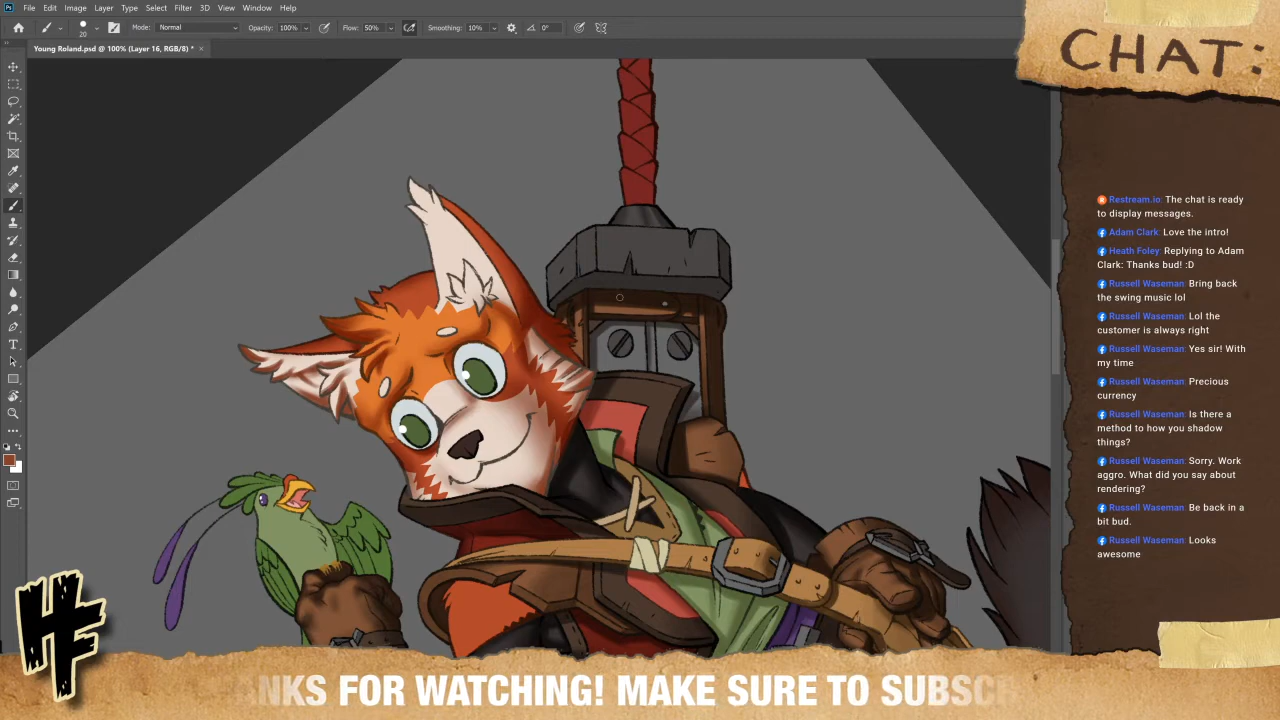 File Edit Image Layer Type Select Filter 3D View Window Help
20 Mode: Normal Opacity: 100% Flow: 50% Smoothing: 10% 0°
Young Roland.psd @ 100% (Layer 16, RGB/8) *
CHAT:
Restream.io: The chat is ready
to display messages.
Adam Clark: Love the intro!
Heath Foley: Replying to Adam
Clark: Thanks bud! :D
Russell Waseman: Bring back
the swing music lol
Russell Waseman: Lol the
customer is always right
Russell Waseman: Yes sir! With
my time
Russell Waseman: Precious
currency
Russell Waseman: Is there a
method to how you shadow
things?
Russell Waseman: Sorry. Work
aggro. What did you say about
rendering?
Russell Waseman: Be back in a
bit bud.
Russell Waseman: Looks
awesome
HF
NKS FOR WATCHING! MAKE SURE TO SUBSC